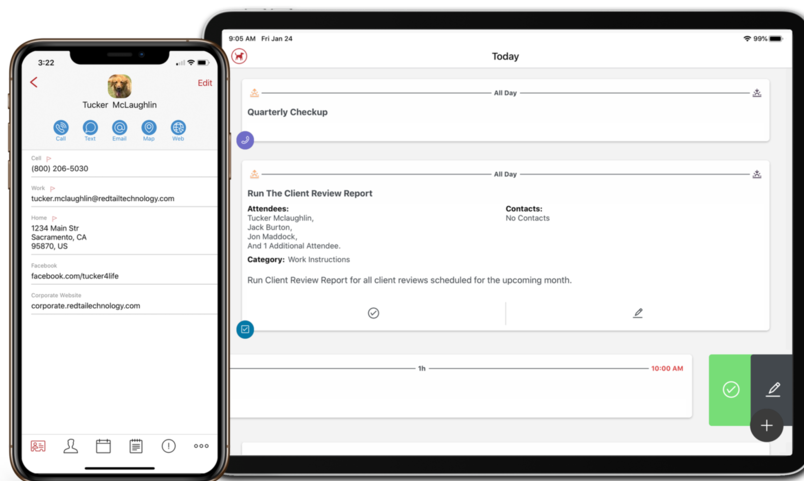 3:22
Edit
Tucker McLaughlin
Call
Text
Email
Map
Web
Cell
(800) 206-5030
Work
tucker.mclaughlin@redtailtechnology.com
Home
1234 Main Str
Sacramento, CA
95870, US
Facebook
facebook.com/tucker4life
Corporate Website
corporate.redtailechnology.com
9:05 AM Fri Jan 24
99%
Today
All Day
Quarterly Checkup
All Day
Run The Client Review Report
Attendees:
Tucker Mclaughlin,
Jack Burton,
Jon Maddock,
And 1 Additional Attendee.
Contacts:
No Contacts
Category: Work Instructions
Run Client Review Report for all client reviews scheduled for the upcoming month.
1h
10:00 AM